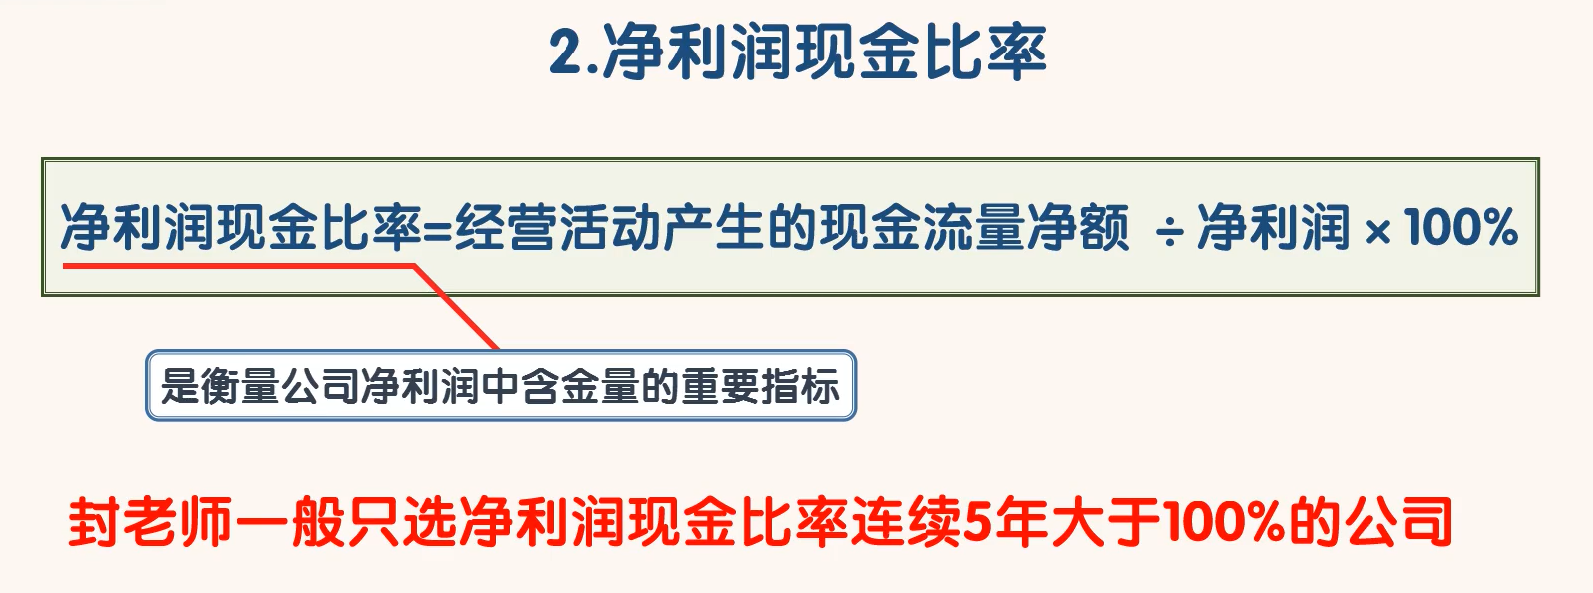 2.净利润现金比率
净利润现金比率=经营活动产生的现金流量净额 ÷ 净利润 × 100%
是衡量公司净利润中含金量的重要指标
封老师一般只选净利润现金比率连续5年大于100%的公司